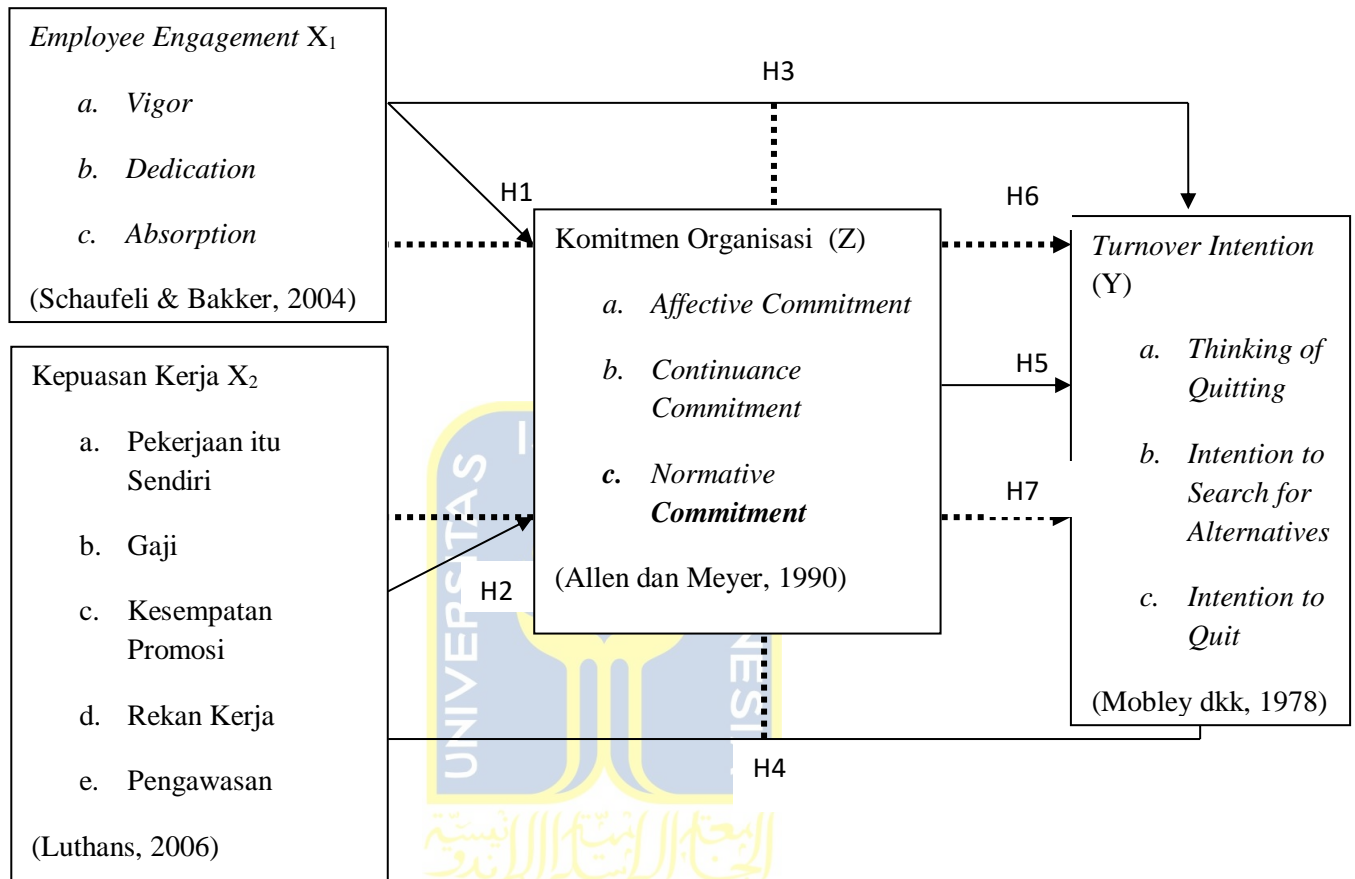 Employee Engagement X₁
a. Vigor
b. Dedication
c. Absorption
(Schaufeli & Bakker, 2004)
Kepuasan Kerja X₂
a. Pekerjaan itu
Sendiri
b. Gaji
c. Kesempatan
Promosi
d. Rekan Kerja
e. Pengawasan
(Luthans, 2006)
H1
H2
H3
Komitmen Organisasi (Z)
a. Affective Commitment
b. Continuance
Commitment
c. Normative
Commitment
(Allen dan Meyer, 1990)
H4
H6
H5
H7
Turnover Intention
(Y)
a. Thinking of
Quitting
b. Intention to
Search for
Alternatives
c. Intention to
Quit
(Mobley dkk, 1978)
UNIVERSITAS